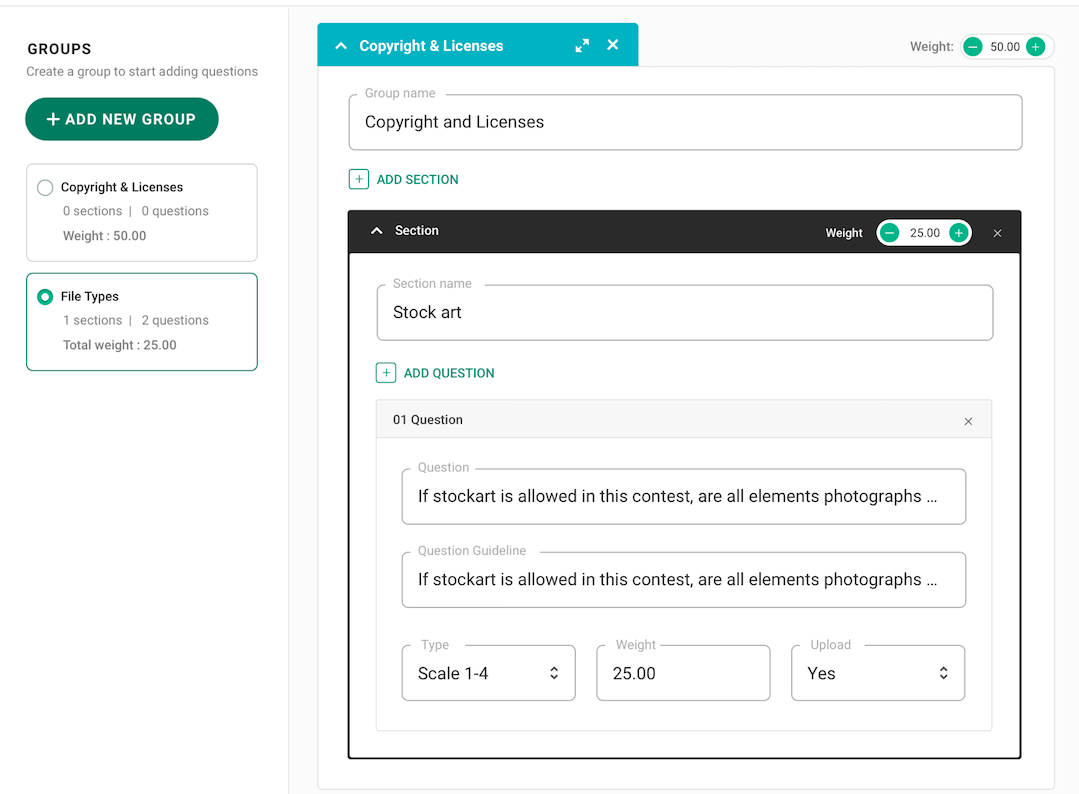 GROUPS
Create a group to start adding questions
+ ADD NEW GROUP
Copyright & Licenses
0 sections | 0 questions
Weight : 50.00
File Types
1 sections | 2 questions
Total weight : 25.00
Copyright & Licenses
Weight: 50.00
Group name
Copyright and Licenses
ADD SECTION
Section
Weight 25.00
Section name
Stock art
ADD QUESTION
01 Question
Question
If stockart is allowed in this contest, are all elements photographs ...
Question Guideline
If stockart is allowed in this contest, are all elements photographs ...
Type Weight Upload
Scale 1-4 25.00 Yes